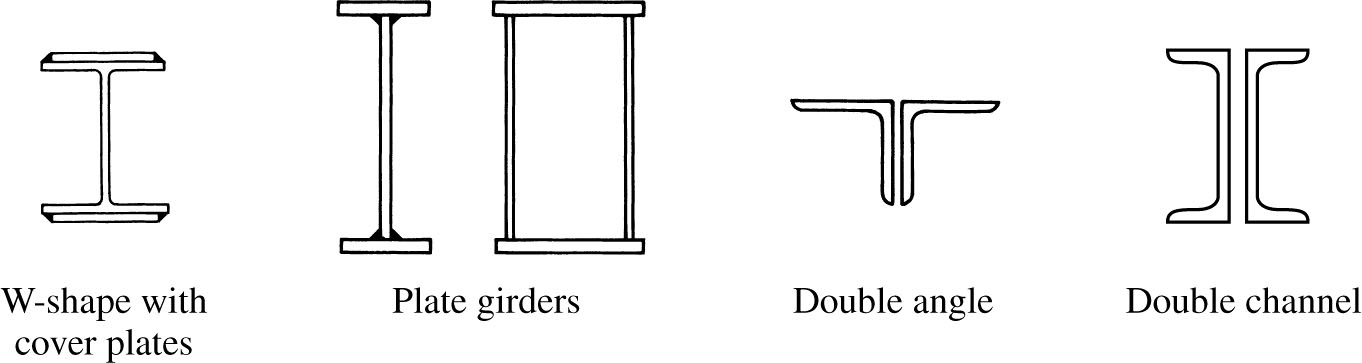 W-shape with
cover plates
Plate girders
Double angle
Double channel